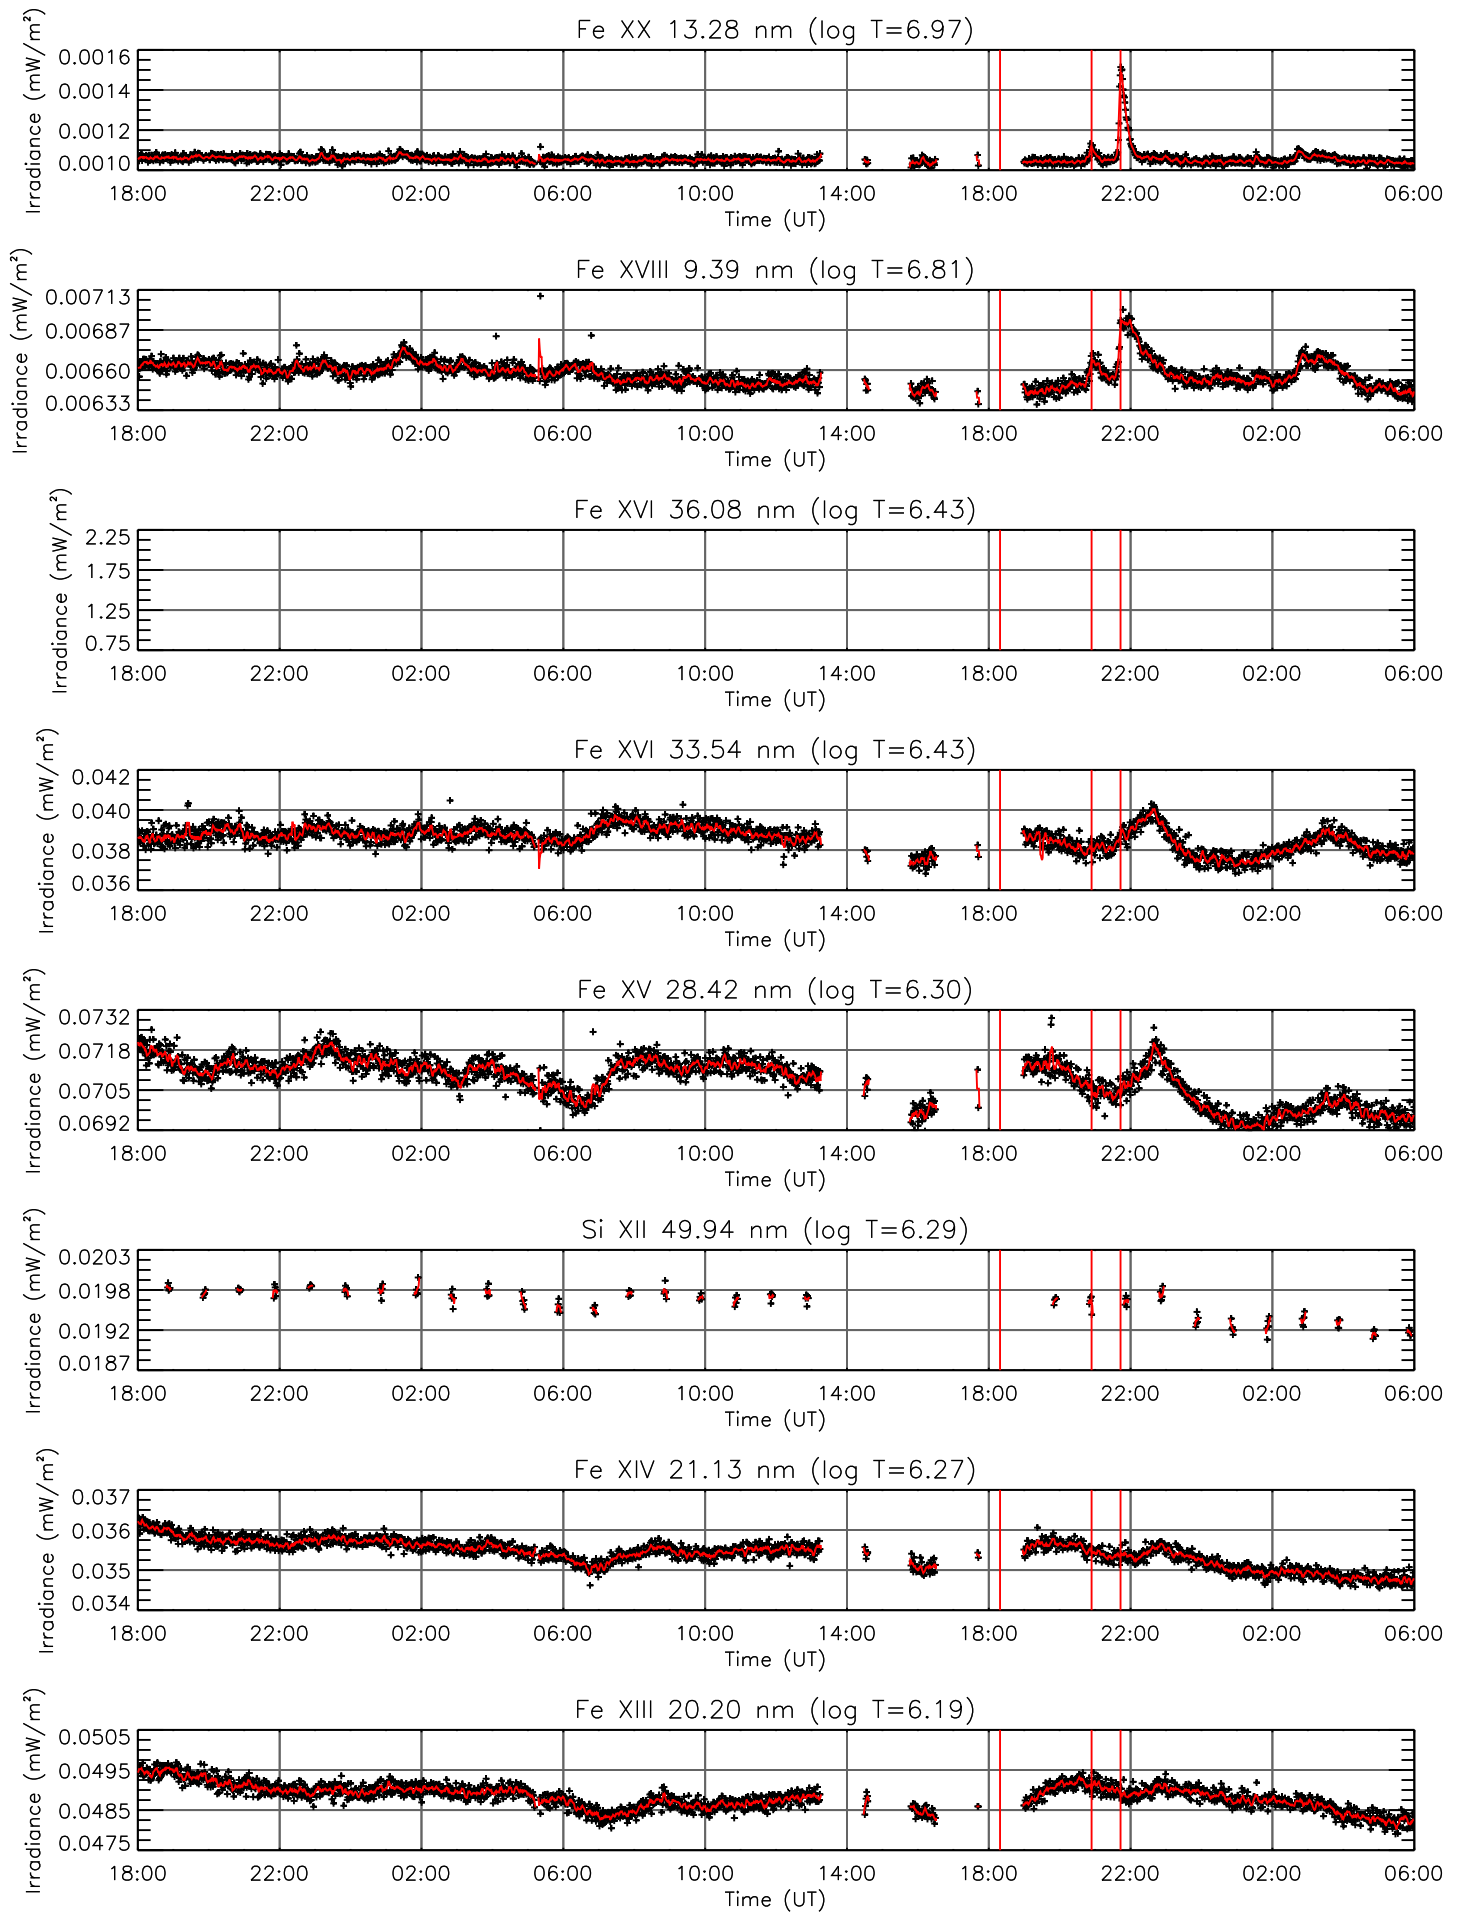 Fe XX 13.28 nm (log T=6.97)
Irradiance (mW/m²)
0.0016
0.0014
0.0012
0.0010
18:00 22:00 02:00 06:00 10:00 14:00 18:00 22:00 02:00 06:00
Time (UT)
Fe XVIII 9.39 nm (log T=6.81)
Irradiance (mW/m²)
0.00713
0.00687
0.00660
0.00633
18:00 22:00 02:00 06:00 10:00 14:00 18:00 22:00 02:00 06:00
Time (UT)
Fe XVI 36.08 nm (log T=6.43)
Irradiance (mW/m²)
2.25
1.75
1.25
0.75
18:00 22:00 02:00 06:00 10:00 14:00 18:00 22:00 02:00 06:00
Time (UT)
Fe XVI 33.54 nm (log T=6.43)
Irradiance (mW/m²)
0.042
0.040
0.038
0.036
18:00 22:00 02:00 06:00 10:00 14:00 18:00 22:00 02:00 06:00
Time (UT)
Fe XV 28.42 nm (log T=6.30)
Irradiance (mW/m²)
0.0732
0.0718
0.0705
0.0692
18:00 22:00 02:00 06:00 10:00 14:00 18:00 22:00 02:00 06:00
Time (UT)
Si XII 49.94 nm (log T=6.29)
Irradiance (mW/m²)
0.0203
0.0198
0.0192
0.0187
18:00 22:00 02:00 06:00 10:00 14:00 18:00 22:00 02:00 06:00
Time (UT)
Fe XIV 21.13 nm (log T=6.27)
Irradiance (mW/m²)
0.037
0.036
0.035
0.034
18:00 22:00 02:00 06:00 10:00 14:00 18:00 22:00 02:00 06:00
Time (UT)
Fe XIII 20.20 nm (log T=6.19)
Irradiance (mW/m²)
0.0505
0.0495
0.0485
0.0475
18:00 22:00 02:00 06:00 10:00 14:00 18:00 22:00 02:00 06:00
Time (UT)